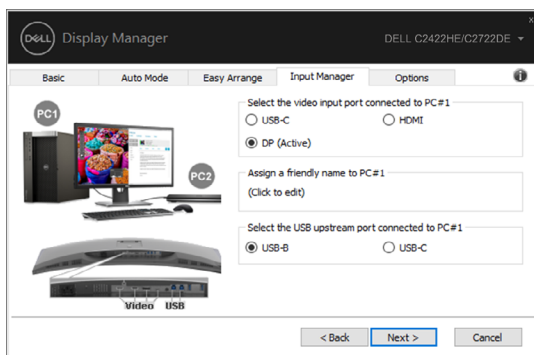 x
DELL Display Manager
DELL C2422HE/C2722DE
Basic Auto Mode Easy Arrange Input Manager Options
PC1
PC2
Video USB
Select the video input port connected to PC#1
USB-C HDMI
DP (Active)
Assign a friendly name to PC#1
(Click to edit)
Select the USB upstream port connected to PC#1
USB-B USB-C
< Back Next > Cancel